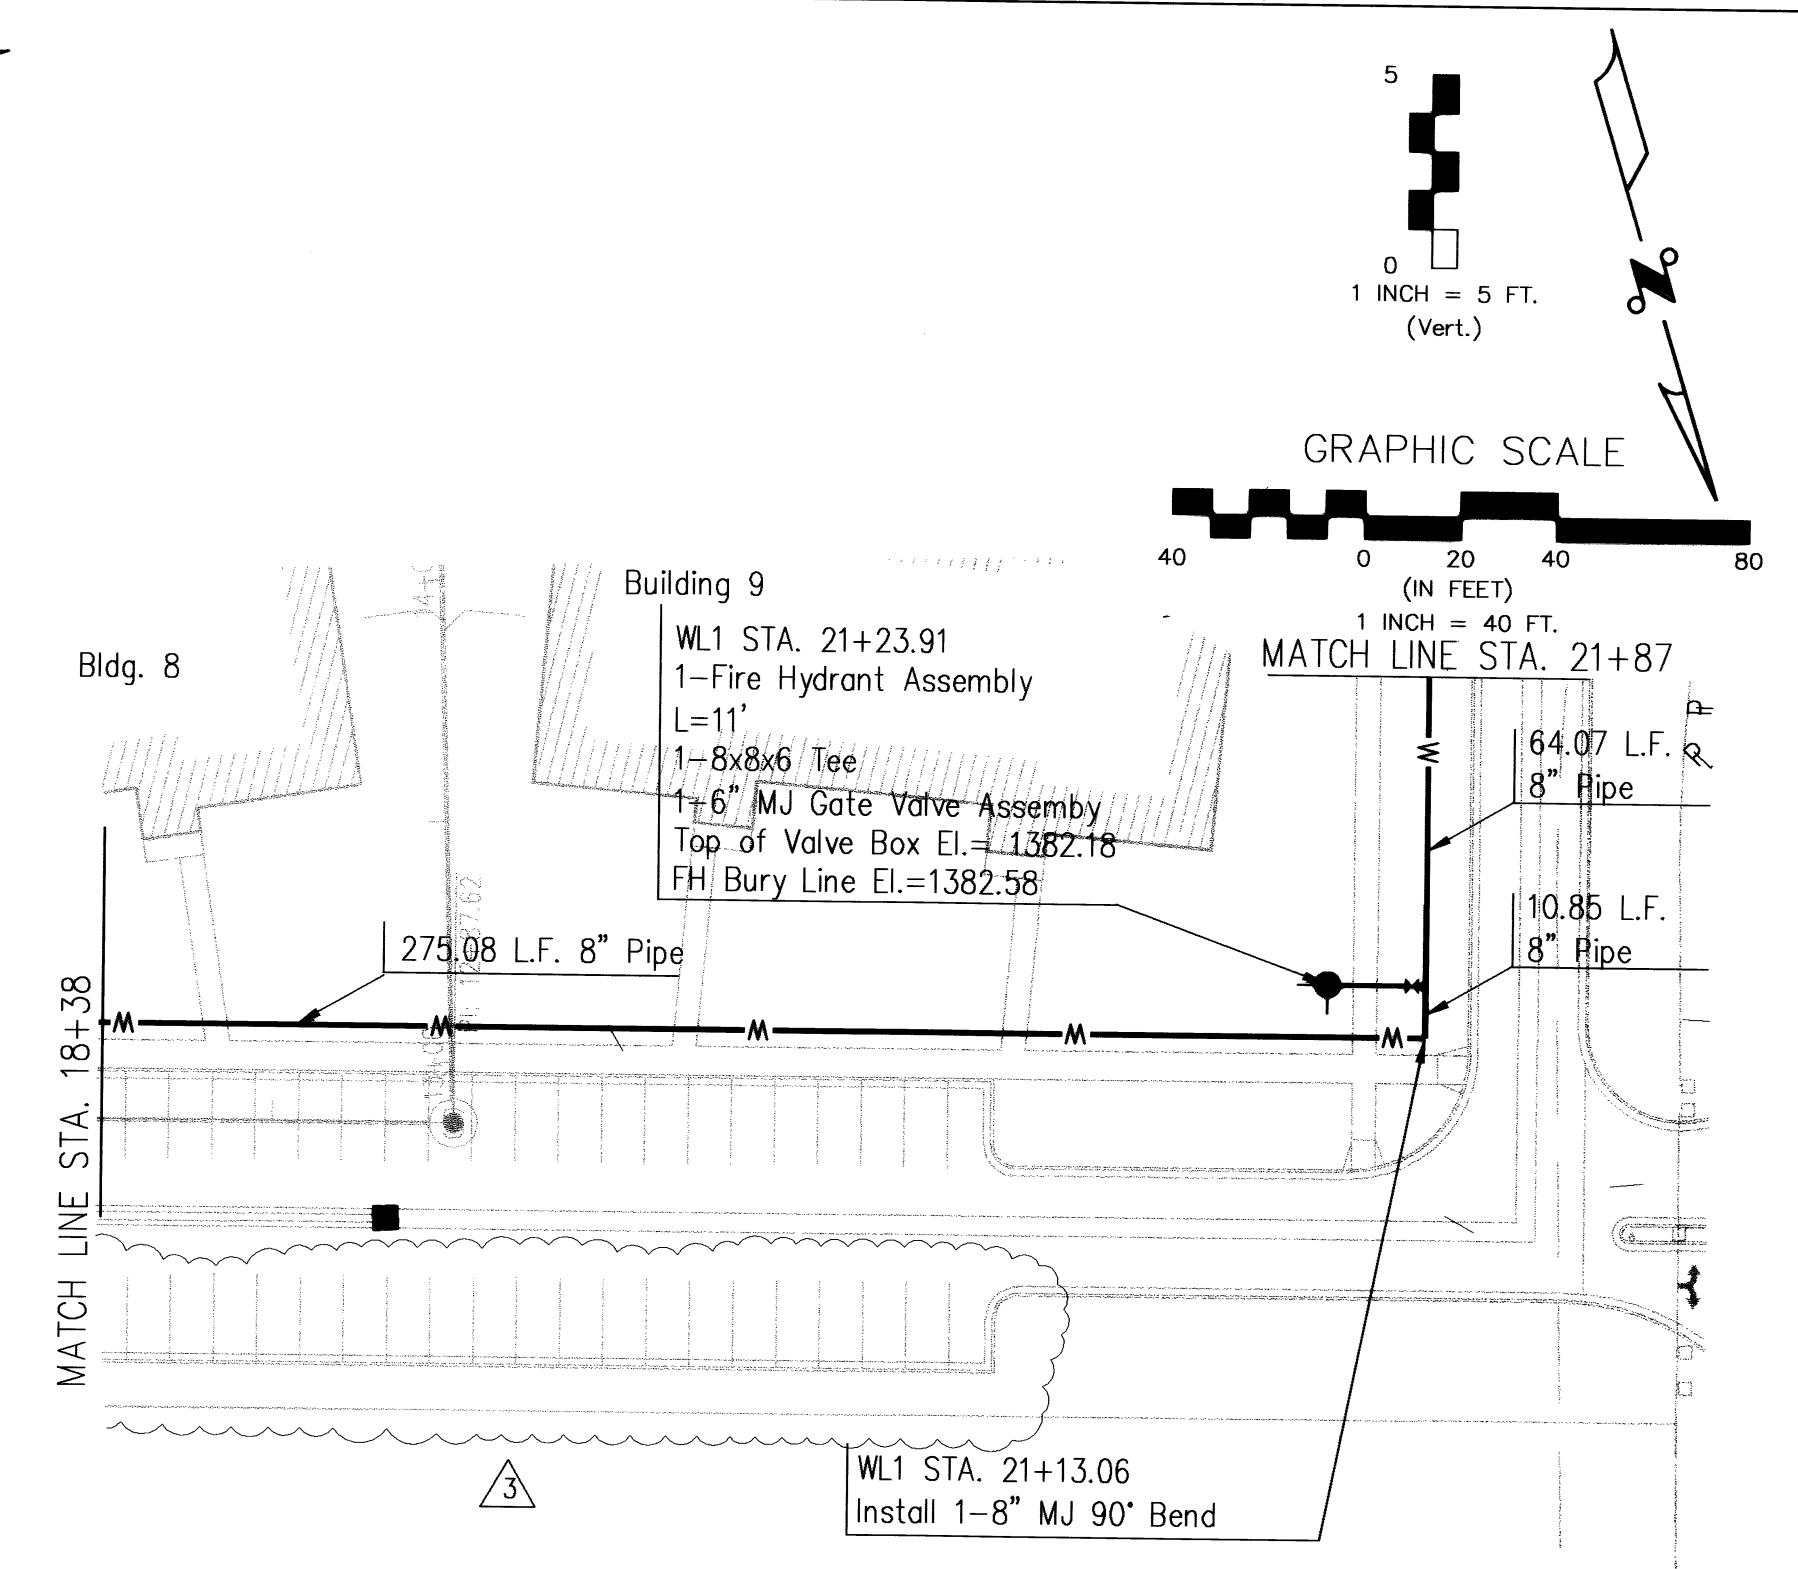 5
0
1 INCH = 5 FT.
(Vert.)
N
GRAPHIC SCALE
40 0 20 40 80
(IN FEET)
1 INCH = 40 FT.
MATCH LINE STA. 21+87
Bldg. 8
Building 9
WL1 STA. 21+23.91
1-Fire Hydrant Assembly
L=11'
1-8x8x6 Tee
1-6" MJ Gate Valve Assemby
Top of Valve Box El.= 1382.18
FH Bury Line El.=1382.58
64.07 L.F.
8" Pipe
10.85 L.F.
8" Pipe
275.08 L.F. 8" Pipe
W W W W W
W
MATCH LINE STA. 18+38
3
WL1 STA. 21+13.06
Install 1-8" MJ 90° Bend